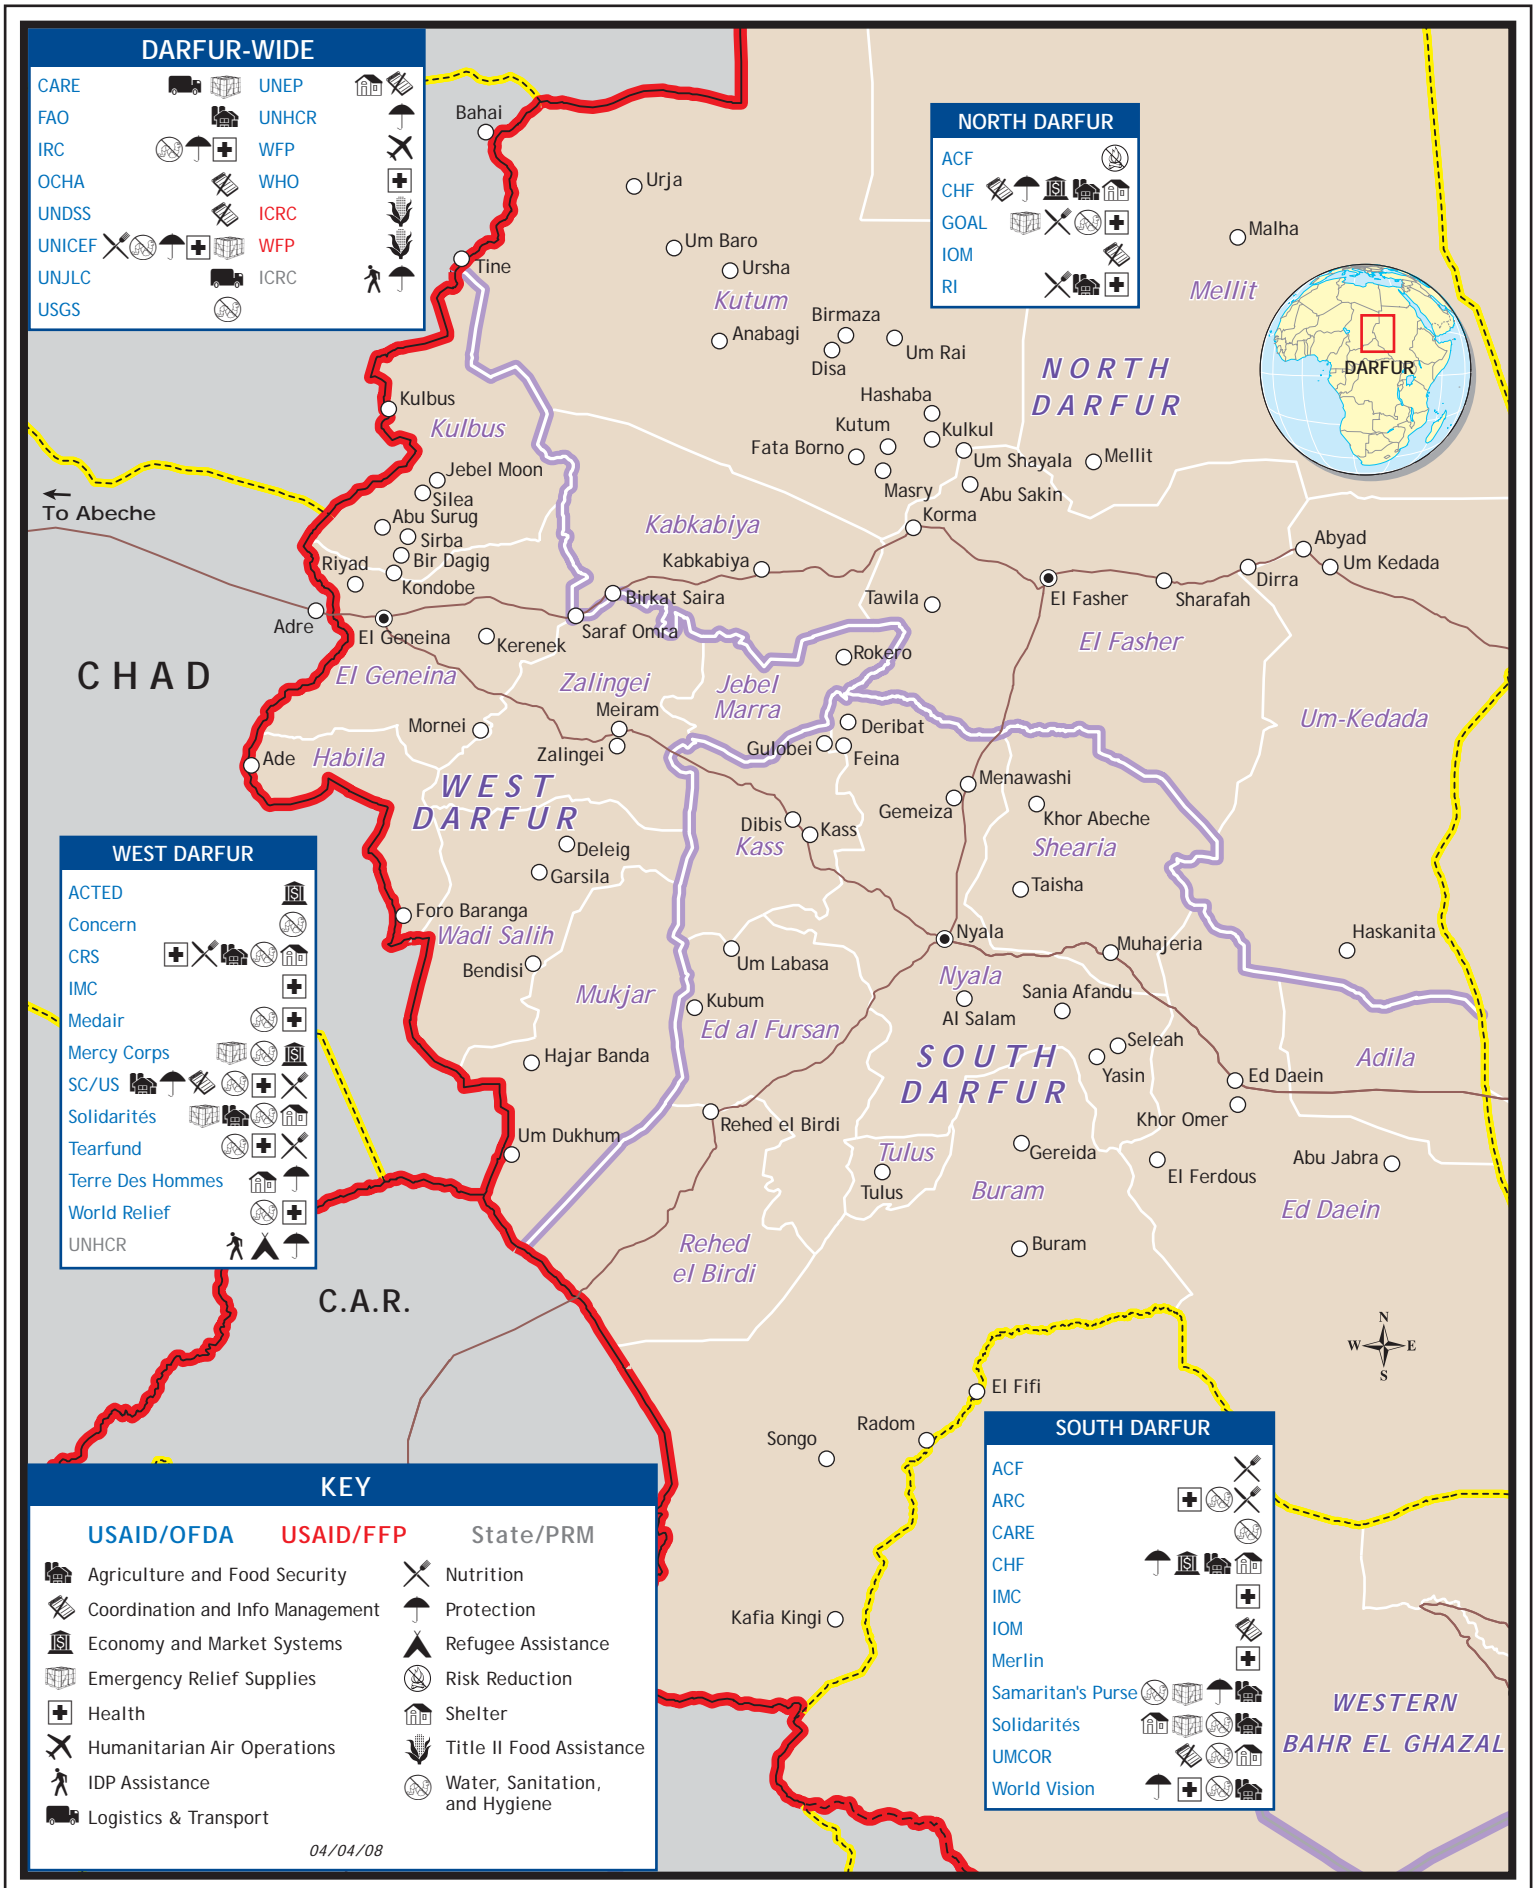 DARFUR-WIDE
CARE
FAO
IRC
OCHA
UNDSS
UNICEF
UNJLC
USGS
UNEP
UNHCR
WFP
WHO
ICRC
WFP
ICRC
NORTH DARFUR
ACF
CHF
GOAL
IOM
RI
Bahai
Urja
Um Baro
Ursha
Malha
Tine
Kutum
Mellit
Birmaza
Anabagi
Disa
Um Rai
NORTH
DARFUR
DARFUR
Kulbus
Kulbus
Hashaba
Kutum
Kulkul
Fata Borno
Um Shayala
Mellit
Jebel Moon
Silea
Masry
Abu Sakin
To Abeche
Abu Surug
Sirba
Kabkabiya
Korma
Abyad
Riyad
Bir Dagig
Kabkabiya
Um Kedada
Kondobe
Dirra
Birkat Saira
Tawila
El Fasher
Sharafah
Adre
El Geneina
Kerenek
Saraf Omra
El Fasher
Rokero
CHAD
El Geneina
Zalingei
Jebel
Marra
Meiram
Um-Kedada
Mornei
Deribat
Zalingei
Gulobei
Feina
Ade
Habila
WEST
DARFUR
Menawashi
Gemeiza
Khor Abeche
Dibis
Kass
Kass
Shearia
Deleig
Garsila
Taisha
Foro Baranga
Wadi Salih
Nyala
Muhajeria
Haskanita
Bendisi
Um Labasa
Nyala
Mukjar
Kubum
Sania Afandu
Al Salam
Ed al Fursan
Seleah
Yasin
SOUTH
DARFUR
Adila
Hajar Banda
Ed Daein
Khor Omer
Rehed el Birdi
Um Dukhum
Gereida
Tulus
Tulus
El Ferdous
Abu Jabra
Buram
Ed Daein
Rehed
el Birdi
Buram
WEST DARFUR
ACTED
Concern
CRS
IMC
Medair
Mercy Corps
SC/US
Solidarités
Tearfund
Terre Des Hommes
World Relief
UNHCR
C.A.R.
N
W
E
S
El Fifi
Radom
Songo
Kafia Kingi
SOUTH DARFUR
ACF
ARC
CARE
CHF
IMC
IOM
Merlin
Samaritan's Purse
Solidarités
UMCOR
World Vision
WESTERN
BAHR EL GHAZAL
KEY
USAID/OFDA
USAID/FFP
State/PRM
Agriculture and Food Security
Coordination and Info Management
Economy and Market Systems
Emergency Relief Supplies
Health
Humanitarian Air Operations
IDP Assistance
Logistics & Transport
Nutrition
Protection
Refugee Assistance
Risk Reduction
Shelter
Title II Food Assistance
Water, Sanitation,
and Hygiene
04/04/08